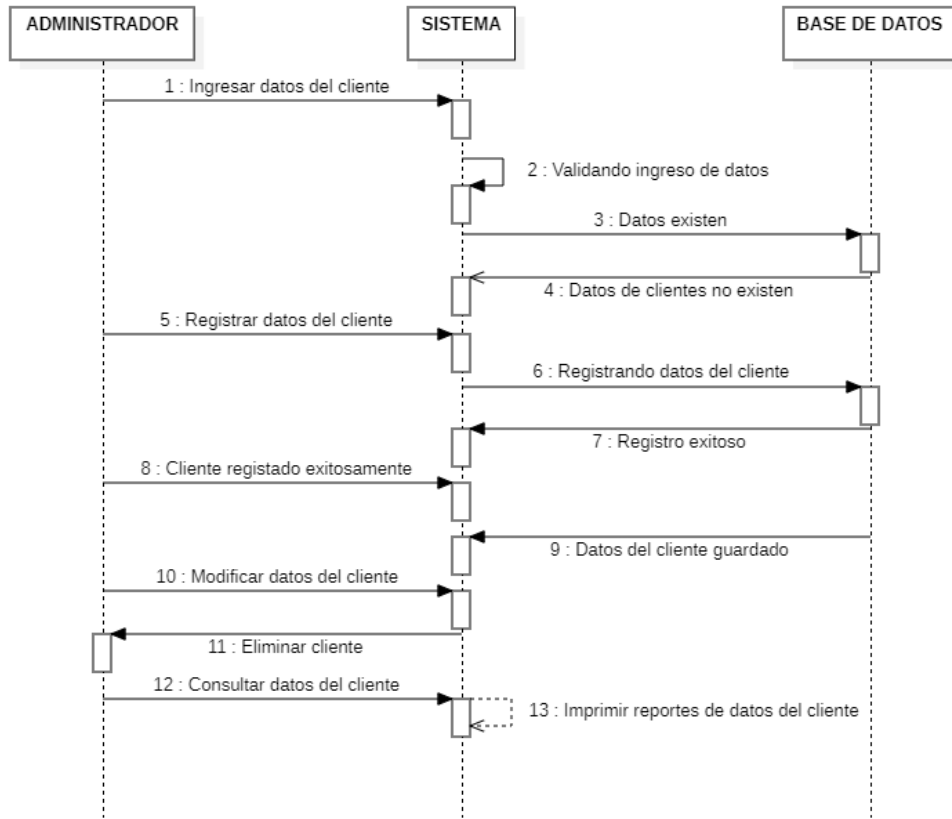 ADMINISTRADOR
SISTEMA
BASE DE DATOS
1 : Ingresar datos del cliente
2 : Validando ingreso de datos
3 : Datos existen
4 : Datos de clientes no existen
5 : Registrar datos del cliente
6 : Registrando datos del cliente
7 : Registro exitoso
8 : Cliente registado exitosamente
9 : Datos del cliente guardado
10 : Modificar datos del cliente
11 : Eliminar cliente
12 : Consultar datos del cliente
13 : Imprimir reportes de datos del cliente